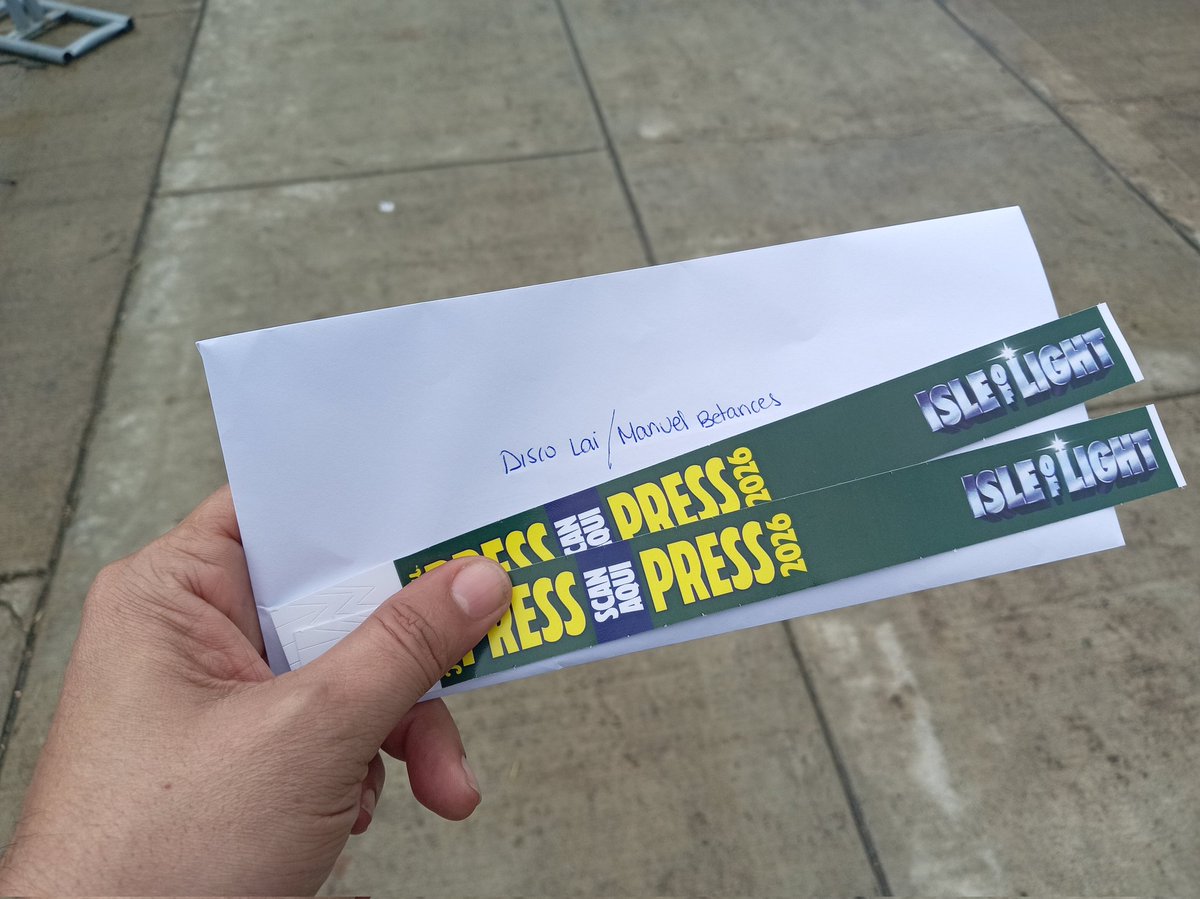 Disco Lai/Manuel Betances
PRESS SCAN AQUI PRESS 2026 ISLE OF LIGHT
PRESS SCAN AQUI PRESS 2026 ISLE OF LIGHT